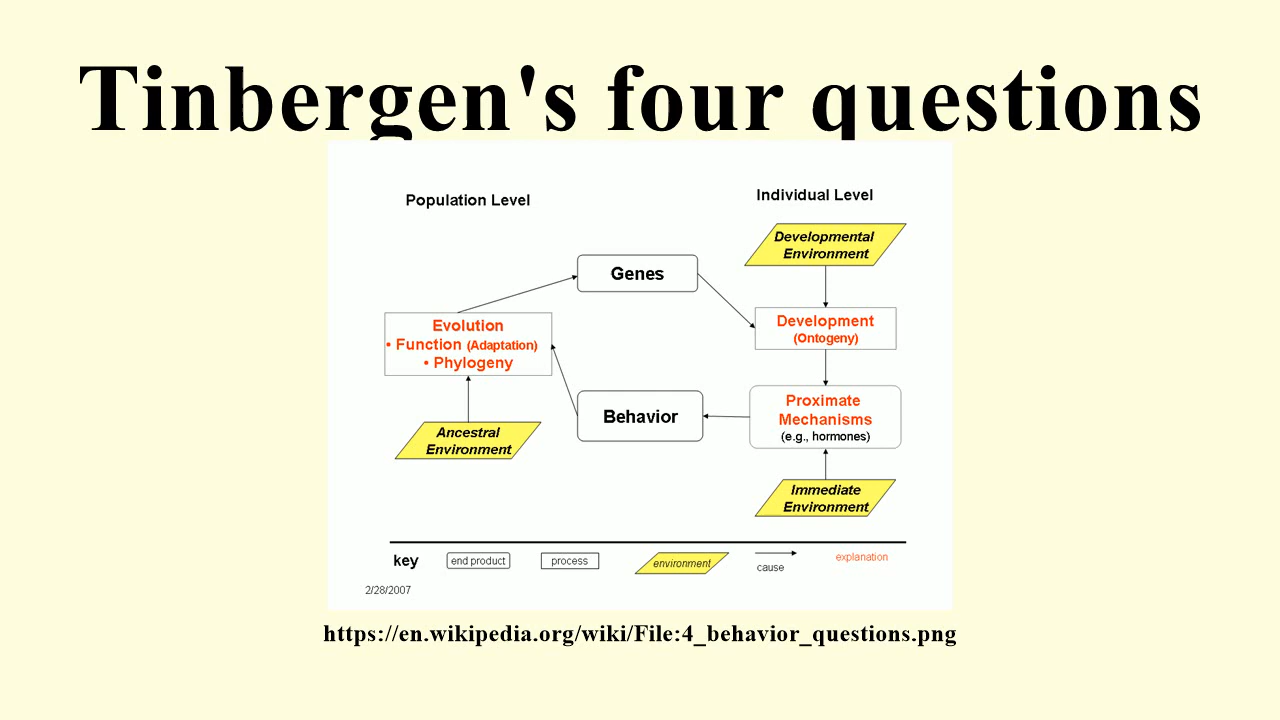 Tinbergen's four questions
Population Level
Individual Level
Developmental
Environment
Genes
Development
(Ontogeny)
Evolution
• Function (Adaptation)
• Phylogeny
Proximate
Mechanisms
(e.g., hormones)
Behavior
Ancestral
Environment
Immediate
Environment
key
end product
process
environment
cause
explanation
2/28/2007
https://en.wikipedia.org/wiki/File:4_behavior_questions.png